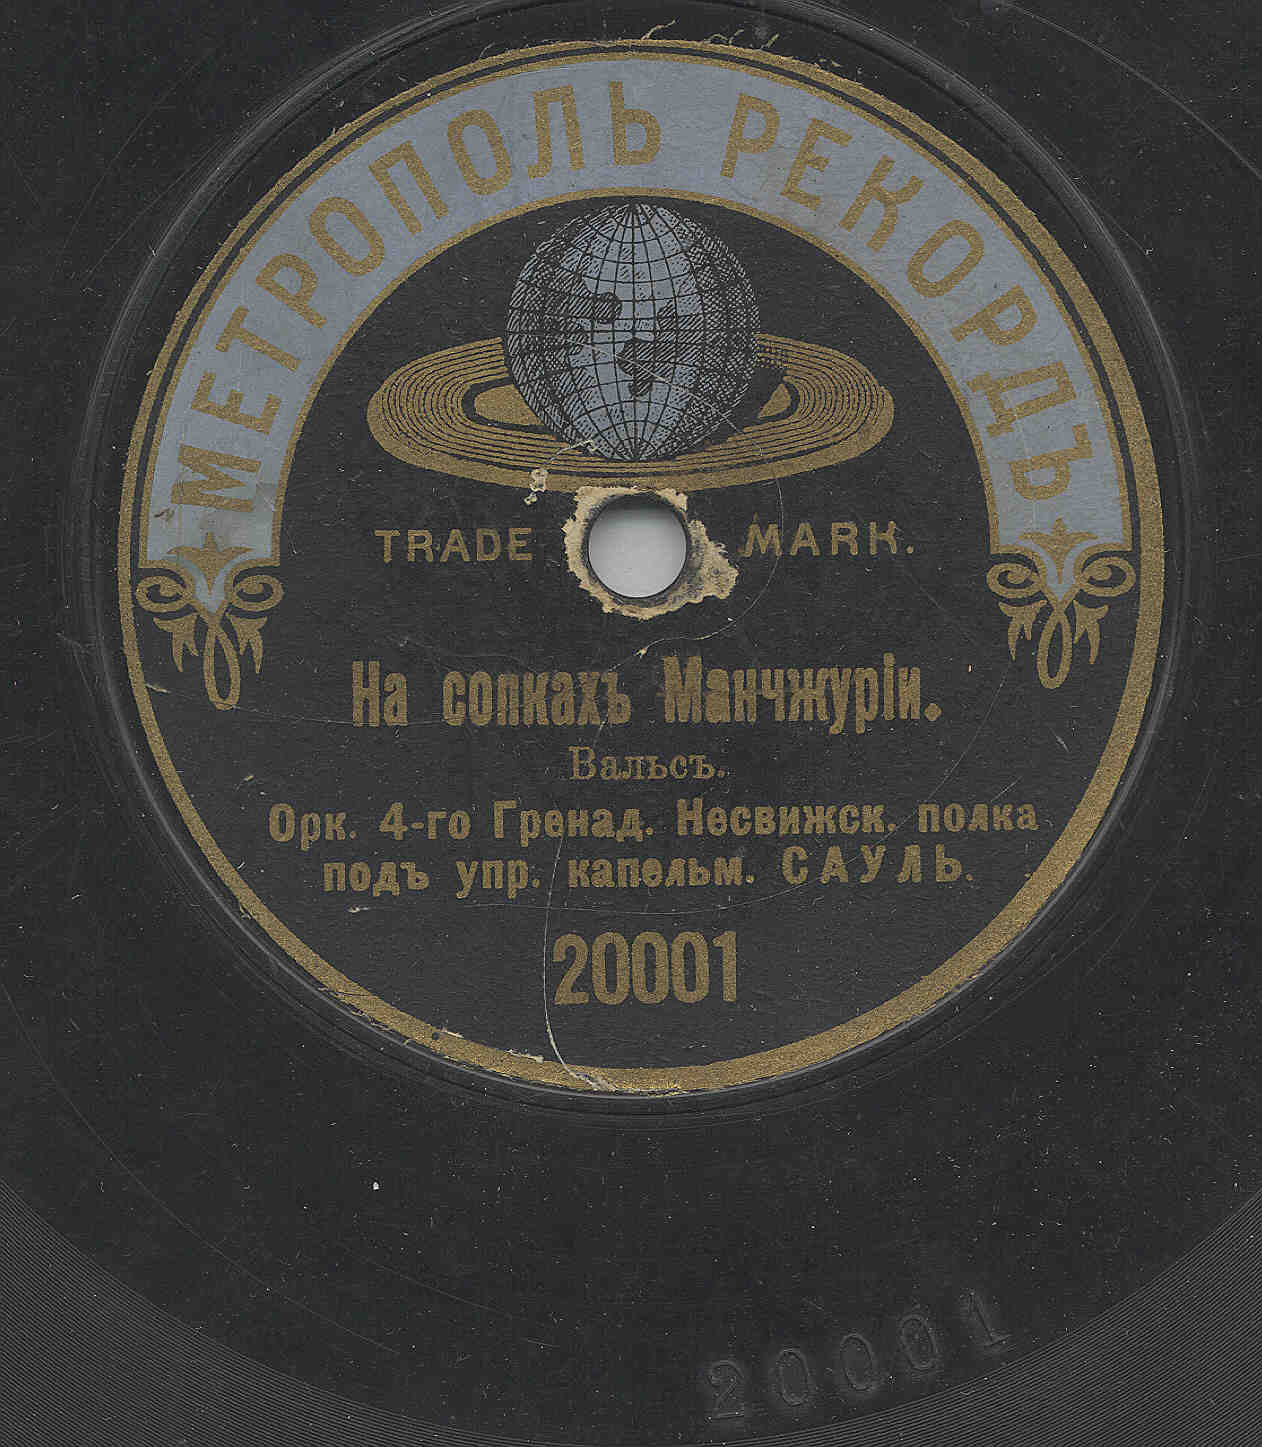 МЕТРОПОЛЬ РЕКОРДЪ
TRADE MARK.
На сопкахъ Манчжуріи.
Вальсъ.
Орк. 4-го Гренад. Несвижск. полка
подъ упр. капельм. САУЛЬ.
20001
20001